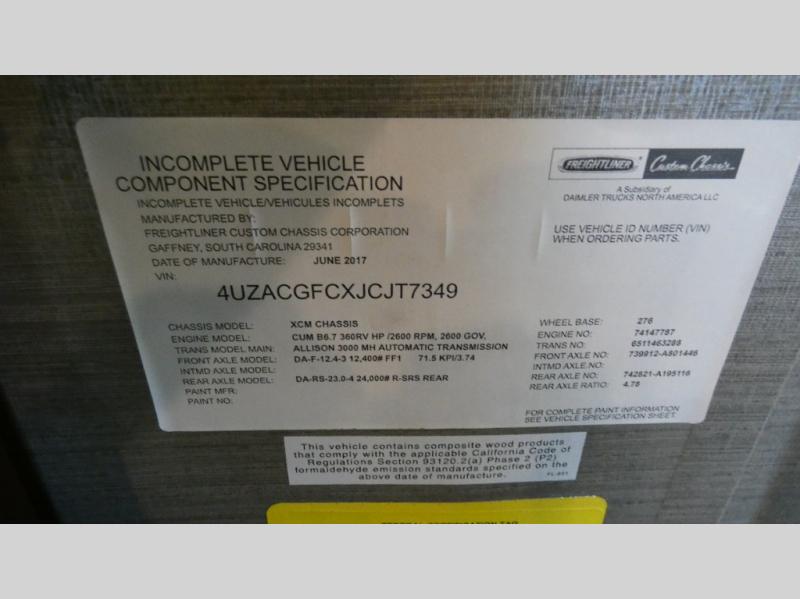 INCOMPLETE VEHICLE
COMPONENT SPECIFICATION
INCOMPLETE VEHICLE/VEHICULES INCOMPLETS
MANUFACTURED BY:
FREIGHTLINER CUSTOM CHASSIS CORPORATION
GAFFNEY, SOUTH CAROLINA 29341
DATE OF MANUFACTURE: JUNE 2017
VIN:
4UZACGFCXJCJT7349
FREIGHTLINER Custom Chassis
A Subsidiary of
DAIMLER TRUCKS NORTH AMERICA LLC
USE VEHICLE ID NUMBER (VIN)
WHEN ORDERING PARTS.
CHASSIS MODEL: XCM CHASSIS
ENGINE MODEL: CUM B6.7 360RV HP /2600 RPM, 2600 GOV,
TRANS MODEL MAIN: ALLISON 3000 MH AUTOMATIC TRANSMISSION
FRONT AXLE MODEL: DA-F-12.4-3 12,400# FF1 71.5 KPI/3.74
INTMD AXLE MODEL:
REAR AXLE MODEL: DA-RS-23.0-4 24,000# R-SRS REAR
PAINT MFR:
PAINT NO:
WHEEL BASE: 276
ENGINE NO: 74147787
TRANS NO: 6511463288
FRONT AXLE NO: 739912-A801446
INTMD AXLE NO:
REAR AXLE NO: 742821-A195116
REAR AXLE RATIO: 4.78
FOR COMPLETE PAINT INFORMATION
SEE VEHICLE SPECIFICATION SHEET.
This vehicle contains composite wood products
that comply with the applicable California Code of
Regulations Section 93120.2(a) Phase 2 (P2)
formaldehyde emission standards specified on the
above date of manufacture.